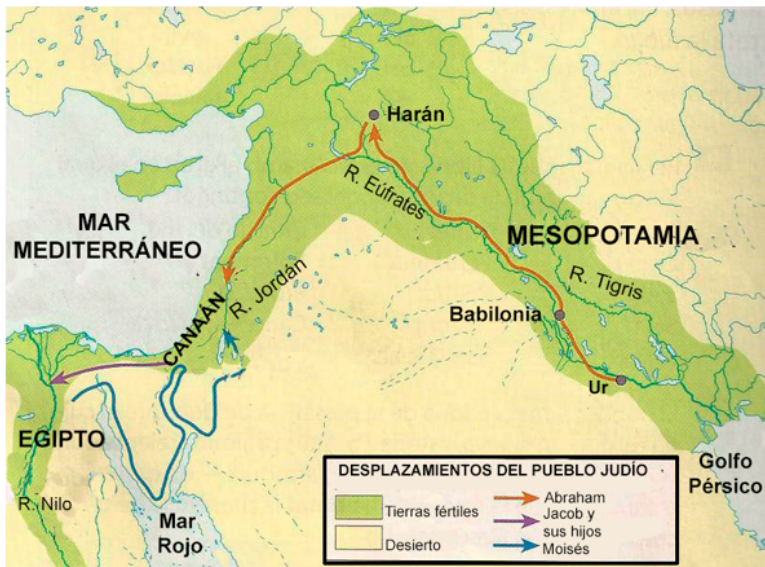 Harán
MAR
MEDITERRÁNEO
R. Eúfrates
MESOPOTAMIA
R. Tigris
R. Jordán
CANAÁN
Babilonia
Ur
EGIPTO
R. Nilo
Mar
Rojo
Golfo
Pérsico
DESPLAZAMIENTOS DEL PUEBLO JUDÍO
Tierras fértiles
Desierto
Abraham
Jacob y
sus hijos
Moisés